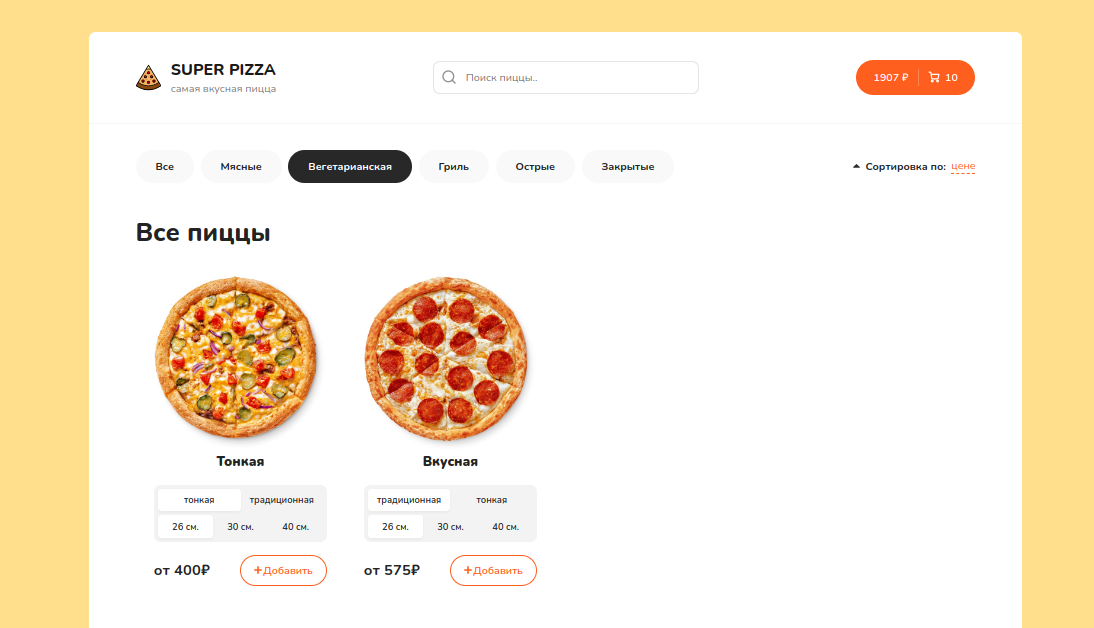 SUPER PIZZA
самая вкусная пицца
Поиск пиццы..
1907 ₽ 10
Все Мясные Вегетарианская Гриль Острые Закрытые
Сортировка по: цене
Все пиццы
Тонкая
тонкая традиционная
26 см. 30 см. 40 см.
от 400₽ +Добавить
Вкусная
традиционная тонкая
26 см. 30 см. 40 см.
от 575₽ +Добавить